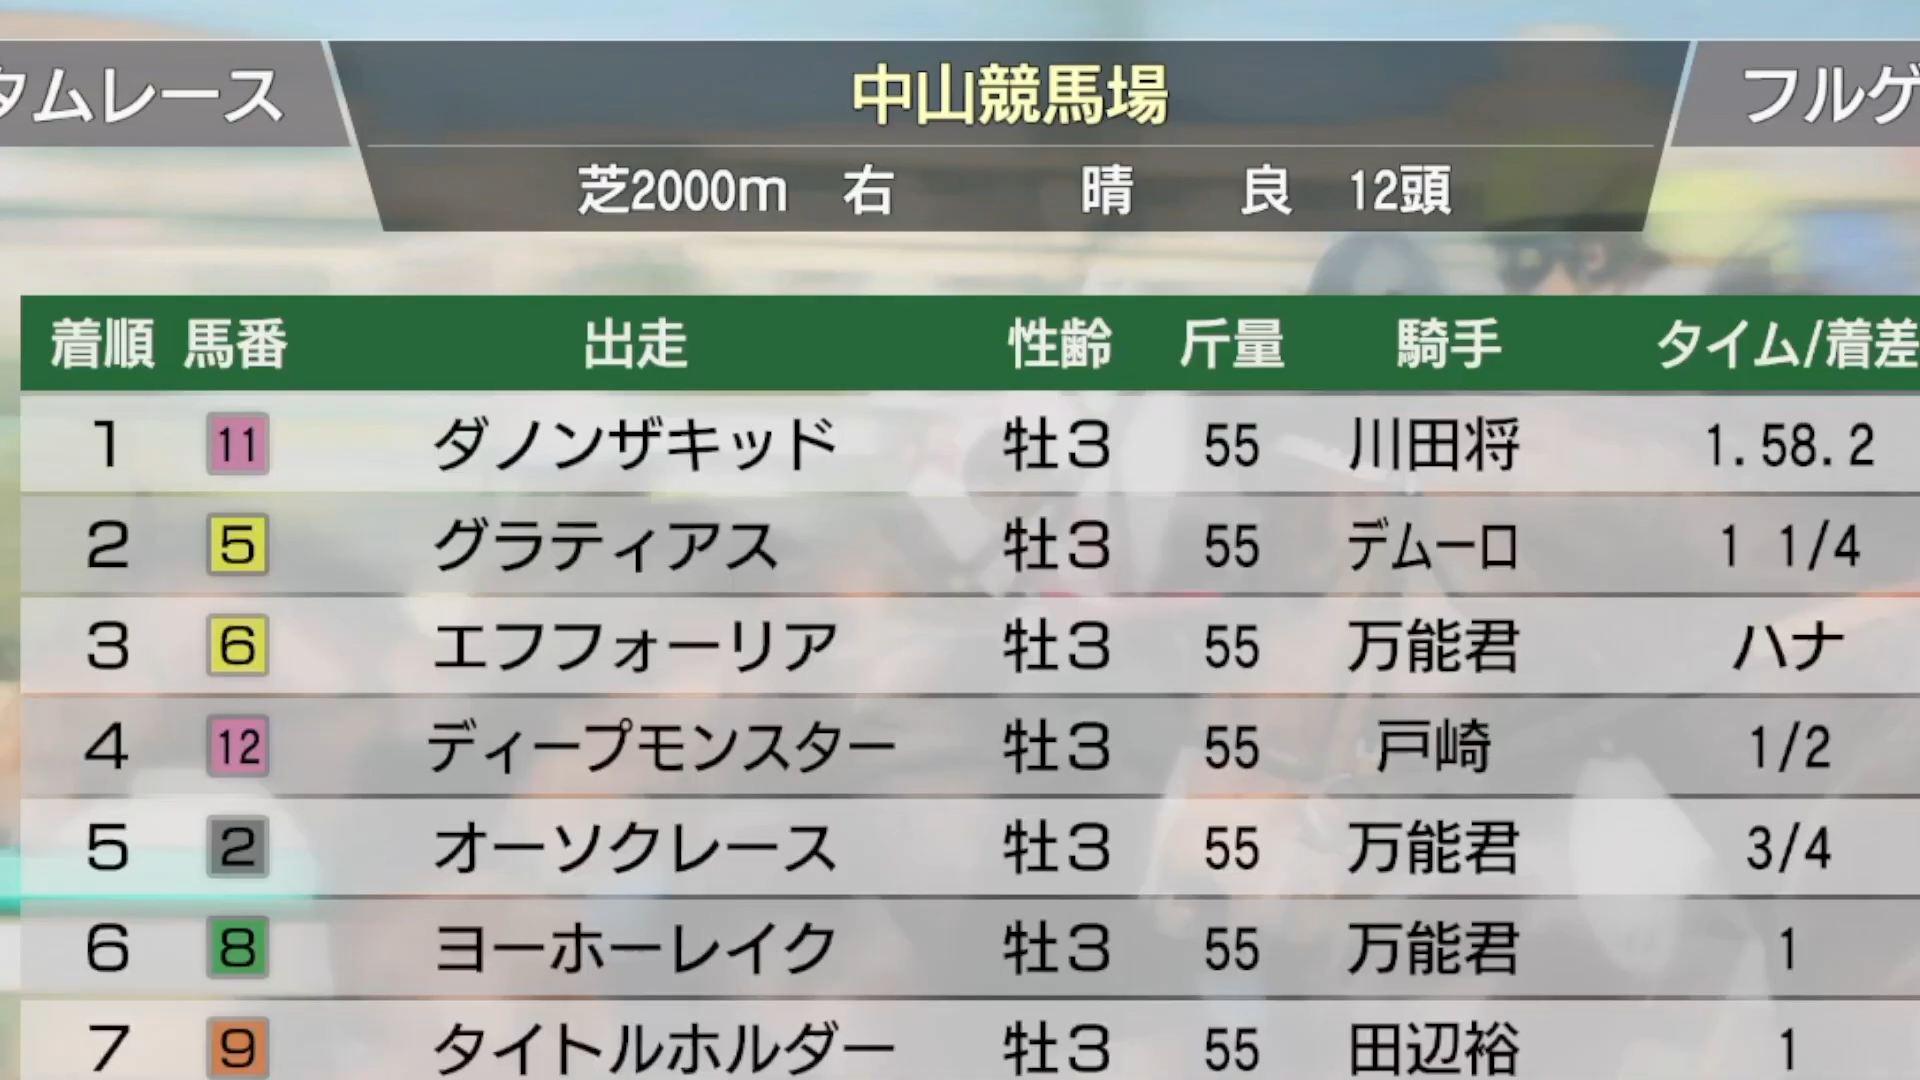 タムレース 中山競馬場 フルゲ
芝2000m 右 晴 良 12頭
着順 馬番 出走 性齢 斤量 騎手 タイム/着差
1 11 ダノンザキッド 牡3 55 川田将 1.58.2
2 5 グラティアス 牡3 55 デムーロ 1 1/4
3 6 エフフォーリア 牡3 55 万能君 ハナ
4 12 ディープモンスター 牡3 55 戸崎 1/2
5 2 オーソクレース 牡3 55 万能君 3/4
6 8 ヨーホーレイク 牡3 55 万能君 1
7 9 タイトルホルダー 牡3 55 田辺裕 1